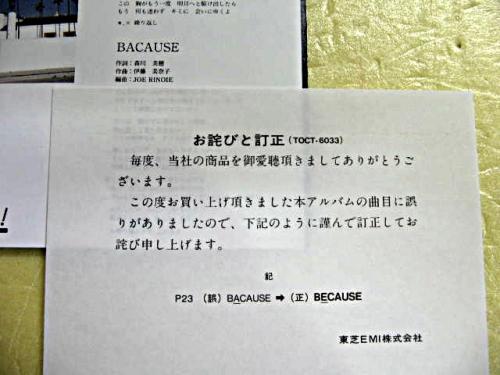 この 胸がもう一度 明日へと駆け出したら
もう 何も迷わず キミに 会いに ゆくよ
*,※ 繰り返し
BACAUSE
作詞：森川 美穂
作曲：伊藤 美奈子
編曲：JOE RINOIE
お詫びと訂正(TOCT-6033)
毎度、当社の商品を御愛聴頂きましてありがとうご
ざいます。
この度お買い上げ頂きました本アルバムの曲目に誤
りがありましたので、下記のように謹んで訂正してお
詫び申し上げます。
記
P23 (誤) BACAUSE ➡ (正) BECAUSE
東芝EMI株式会社
!